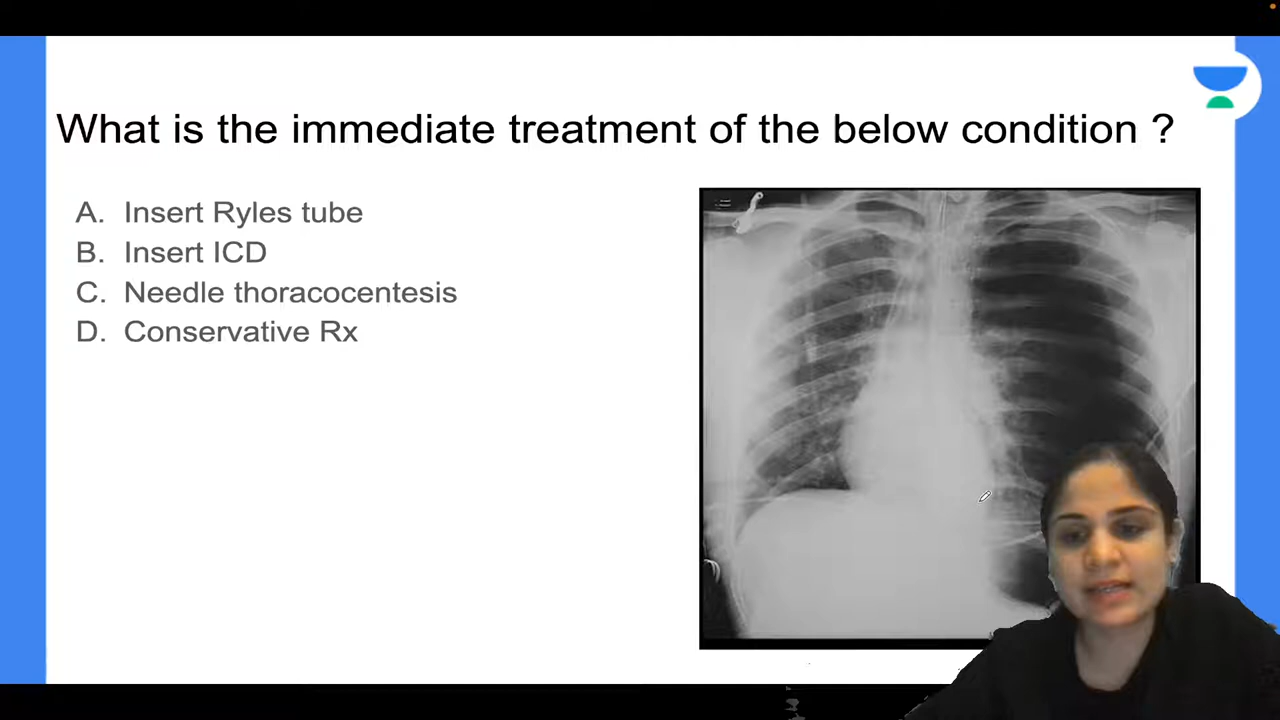 What is the immediate treatment of the below condition ?
A. Insert Ryles tube
B. Insert ICD
C. Needle thoracocentesis
D. Conservative Rx